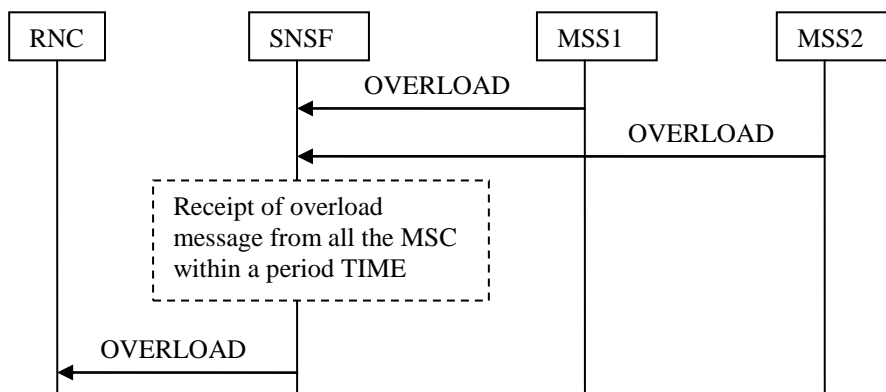 RNC SNSF MSS1 MSS2
OVERLOAD
OVERLOAD
Receipt of overload
message from all the MSC
within a period TIME
OVERLOAD